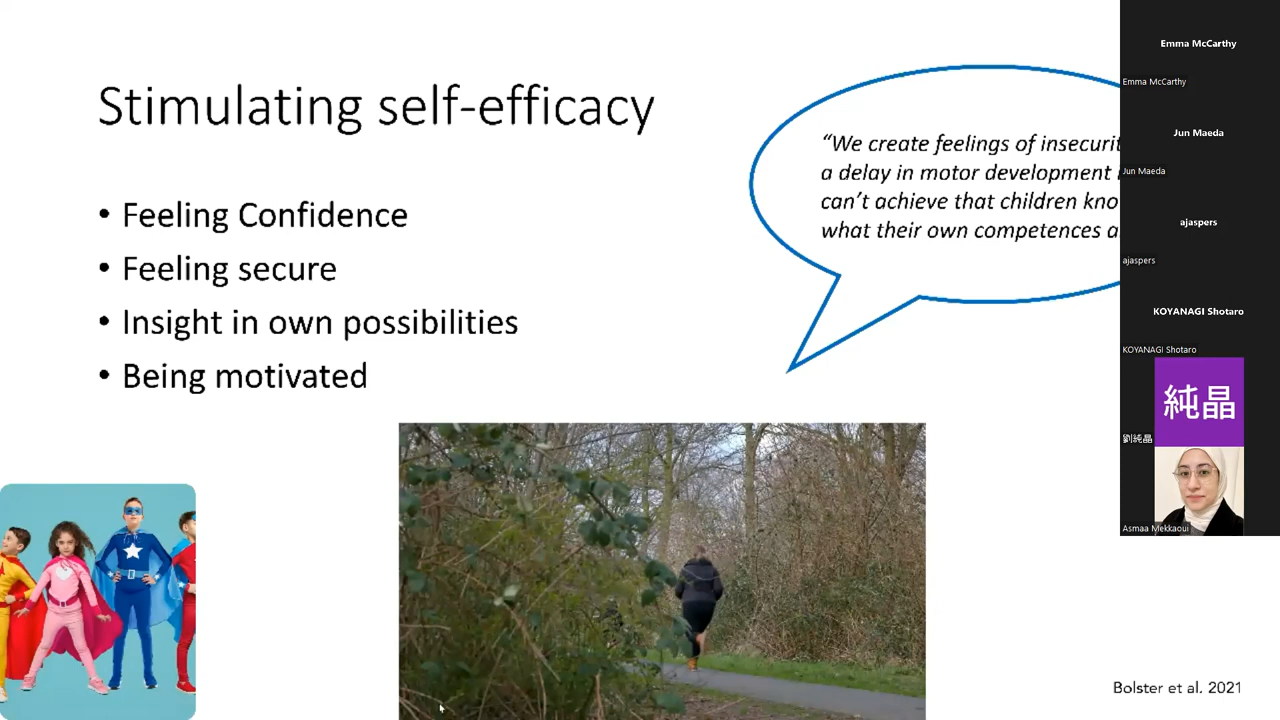 Stimulating self-efficacy
• Feeling Confidence
• Feeling secure
• Insight in own possibilities
• Being motivated
“We create feelings of insecurit
a delay in motor development
can’t achieve that children kno
what their own competences a
Bolster et al. 2021
Emma McCarthy
Emma McCarthy
Jun Maeda
Jun Maeda
ajaspers
ajaspers
KOYANAGI Shotaro
KOYANAGI Shotaro
純晶
劉純晶
Asmaa Mekkaoui